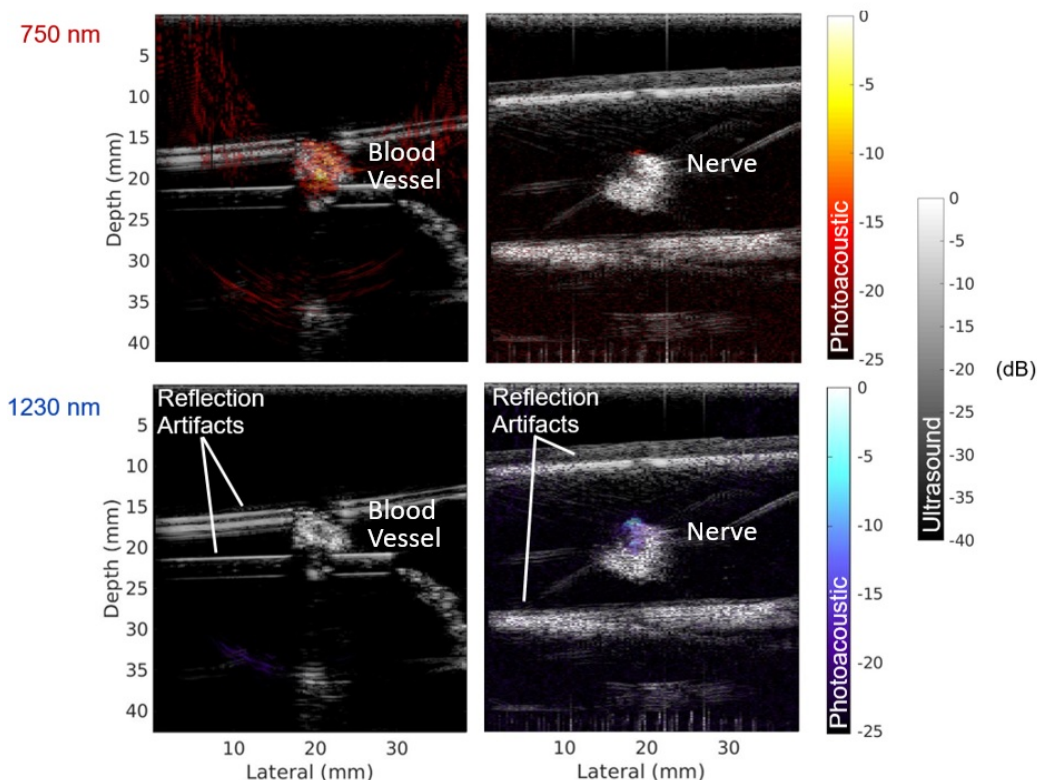 750 nm
5
10
15
20
25
30
35
40
Depth (mm)
Blood
Vessel
Nerve
0
-5
-10
-15
-20
-25
Photoacoustic
0
-5
-10
-15
-20
-25
-30
-35
-40
Ultrasound
(dB)
1230 nm
5
10
15
20
25
30
35
40
Depth (mm)
Reflection
Artifacts
Blood
Vessel
10
20
30
Lateral (mm)
Reflection
Artifacts
Nerve
10
20
30
Lateral (mm)
0
-5
-10
-15
-20
-25
Photoacoustic